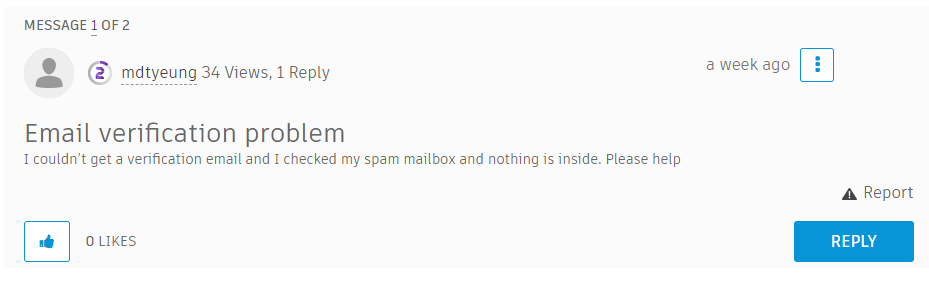 MESSAGE 1 OF 2
2 mdtyeung 34 Views, 1 Reply
a week ago
Email verification problem
I couldn't get a verification email and I checked my spam mailbox and nothing is inside. Please help
Report
0 LIKES
REPLY